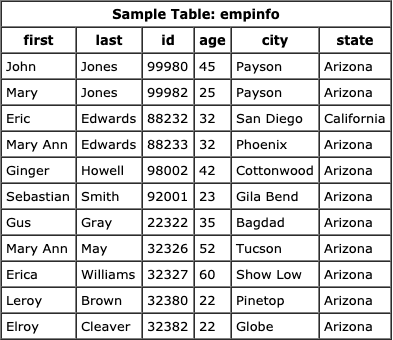 Sample Table: empinfo
first last id age city state
John Jones 99980 45 Payson Arizona
Mary Jones 99982 25 Payson Arizona
Eric Edwards 88232 32 San Diego California
Mary Ann Edwards 88233 32 Phoenix Arizona
Ginger Howell 98002 42 Cottonwood Arizona
Sebastian Smith 92001 23 Gila Bend Arizona
Gus Gray 22322 35 Bagdad Arizona
Mary Ann May 32326 52 Tucson Arizona
Erica Williams 32327 60 Show Low Arizona
Leroy Brown 32380 22 Pinetop Arizona
Elroy Cleaver 32382 22 Globe Arizona